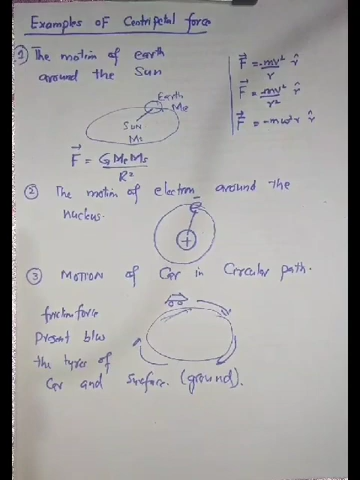 Examples of Centripetal force
① The motion of earth
around the Sun
F⃗ = -mv² r̂
r
F⃗ = -mv² r̂
r²
F⃗ = -mω²r r̂
Earth
Me
SUN
Ms
F⃗ = G Me Ms
R²
② The motion of electron around the
nucleus.
e⁻
+
③ MOTION of Car in Circular path.
friction force
Present b/w
the tyres of
Car and Surface. (ground).